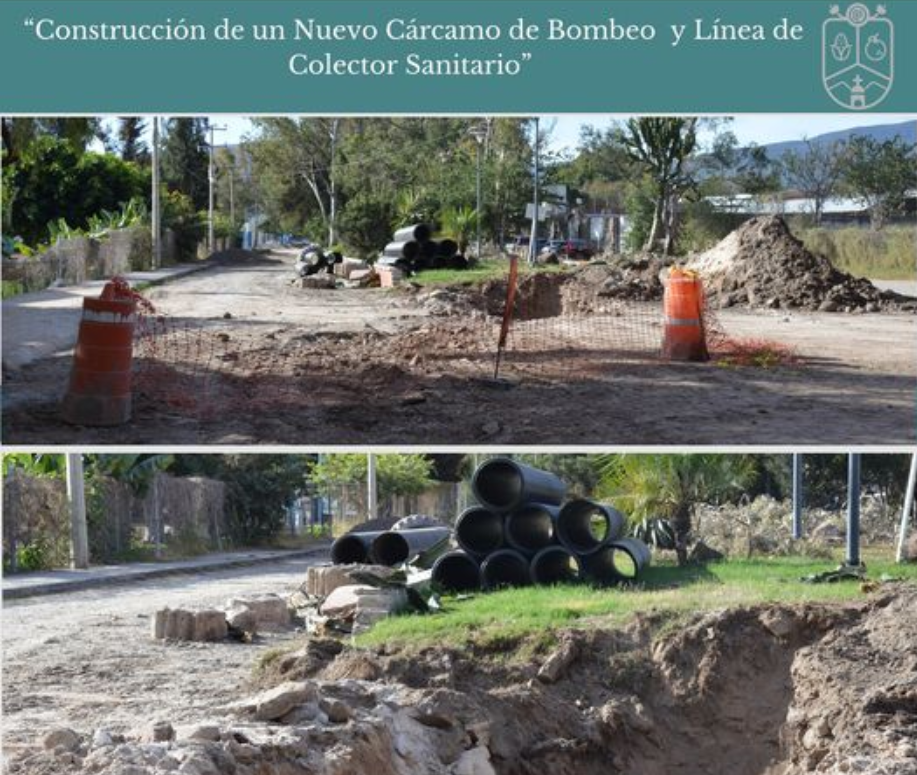 “Construcción de un Nuevo Cárcamo de Bombeo y Línea de
Colector Sanitario”